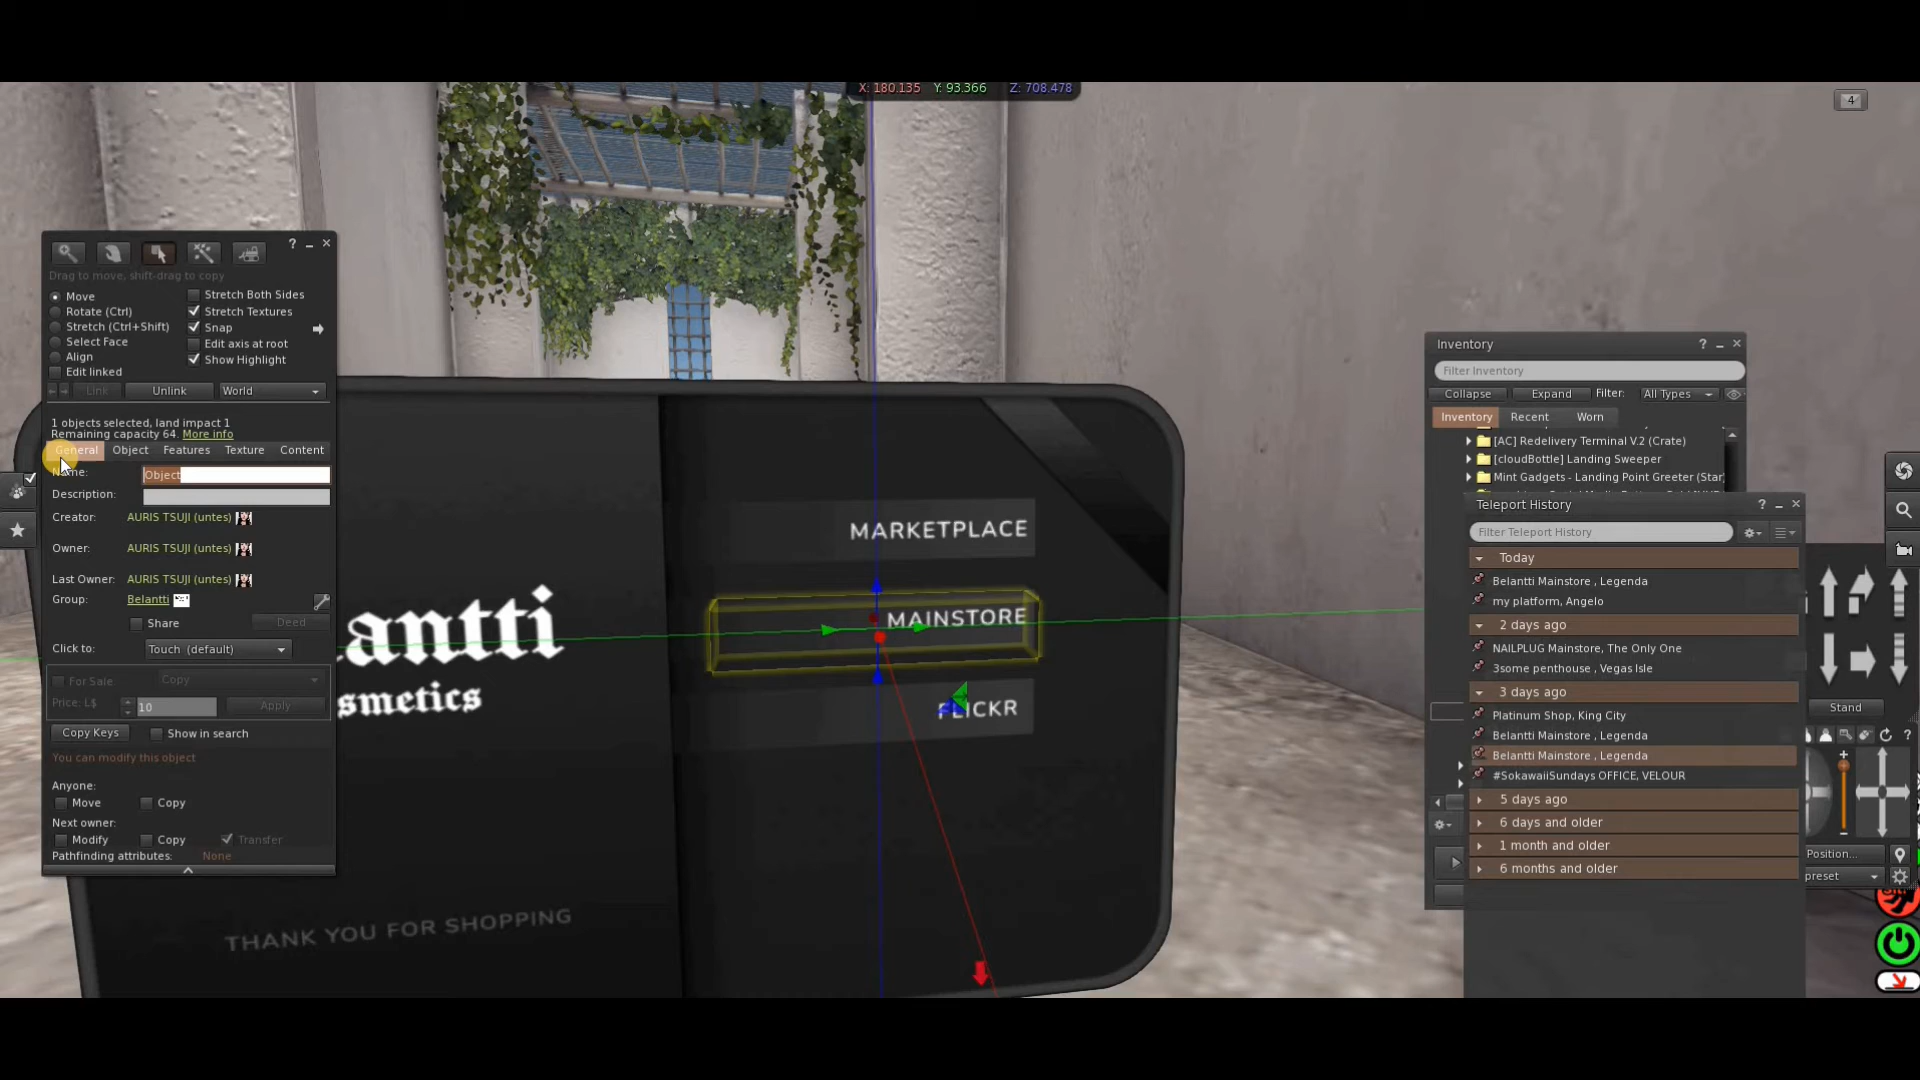 X: 180.135 Y: 93.366 Z: 708.478
4
?
Drag to move, shift-drag to copy
Move
Rotate (Ctrl)
Stretch (Ctrl+Shift)
Select Face
Align
Edit linked
Stretch Both Sides
Stretch Textures
Snap
Edit axis at root
Show Highlight
Link Unlink World
1 objects selected, land impact 1
Remaining capacity 64. More info
General Object Features Texture Content
Name: Object
Description:
Creator: AURIS TSUJI (untes)
Owner: AURIS TSUJI (untes)
Last Owner: AURIS TSUJI (untes)
Group: Belantti
Share Deed
Click to: Touch (default)
For Sale Copy
Price: L$ 10 Apply
Copy Keys Show in search
You can modify this object
Anyone:
Move Copy
Next owner:
Modify Copy Transfer
Pathfinding attributes: None
antti
smetics
THANK YOU FOR SHOPPING
MARKETPLACE
MAINSTORE
FLICKR
Inventory ?
Filter Inventory
Collapse Expand Filter: All Types
Inventory Recent Worn
[AC] Redelivery Terminal V.2 (Crate)
[cloudBottle] Landing Sweeper
Mint Gadgets - Landing Point Greeter (Star
Teleport History ?
Filter Teleport History
Today
Belantti Mainstore , Legenda
my platform, Angelo
2 days ago
NAILPLUG Mainstore, The Only One
3some penthouse , Vegas Isle
3 days ago
Platinum Shop, King City
Belantti Mainstore , Legenda
Belantti Mainstore , Legenda
#SokawaiiSundays OFFICE, VELOUR
5 days ago
6 days and older
1 month and older
6 months and older
Stand
?
Position...
preset